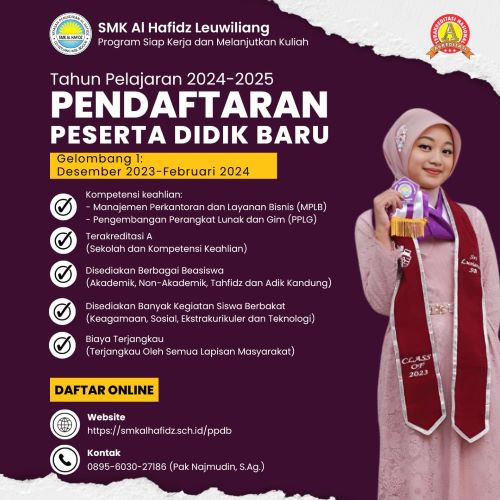 SMK Al Hafidz Leuwiliang
Program Siap Kerja dan Melanjutkan Kuliah
SMK AL HAFIDZ
Tahun Pelajaran 2024-2025
PENDAFTARAN
PESERTA DIDIK BARU
Gelombang 1:
Desember 2023-Februari 2024
Kompetensi keahlian:
- Manajemen Perkantoran dan Layanan Bisnis (MPLB)
- Pengembangan Perangkat Lunak dan Gim (PPLG)
Terakreditasi A
(Sekolah dan Kompetensi Keahlian)
Disediakan Berbagai Beasiswa
(Akademik, Non-Akademik, Tahfidz dan Adik Kandung)
Disediakan Banyak Kegiatan Siswa Berbakat
(Keagamaan, Sosial, Ekstrakurikuler dan Teknologi)
Biaya Terjangkau
(Terjangkau Oleh Semua Lapisan Masyarakat)
DAFTAR ONLINE
Website
https://smkalhafidz.sch.id/ppdb
Kontak
0895-6030-27186 (Pak Najmudin, S.Ag.)
CLASS
OF
2023